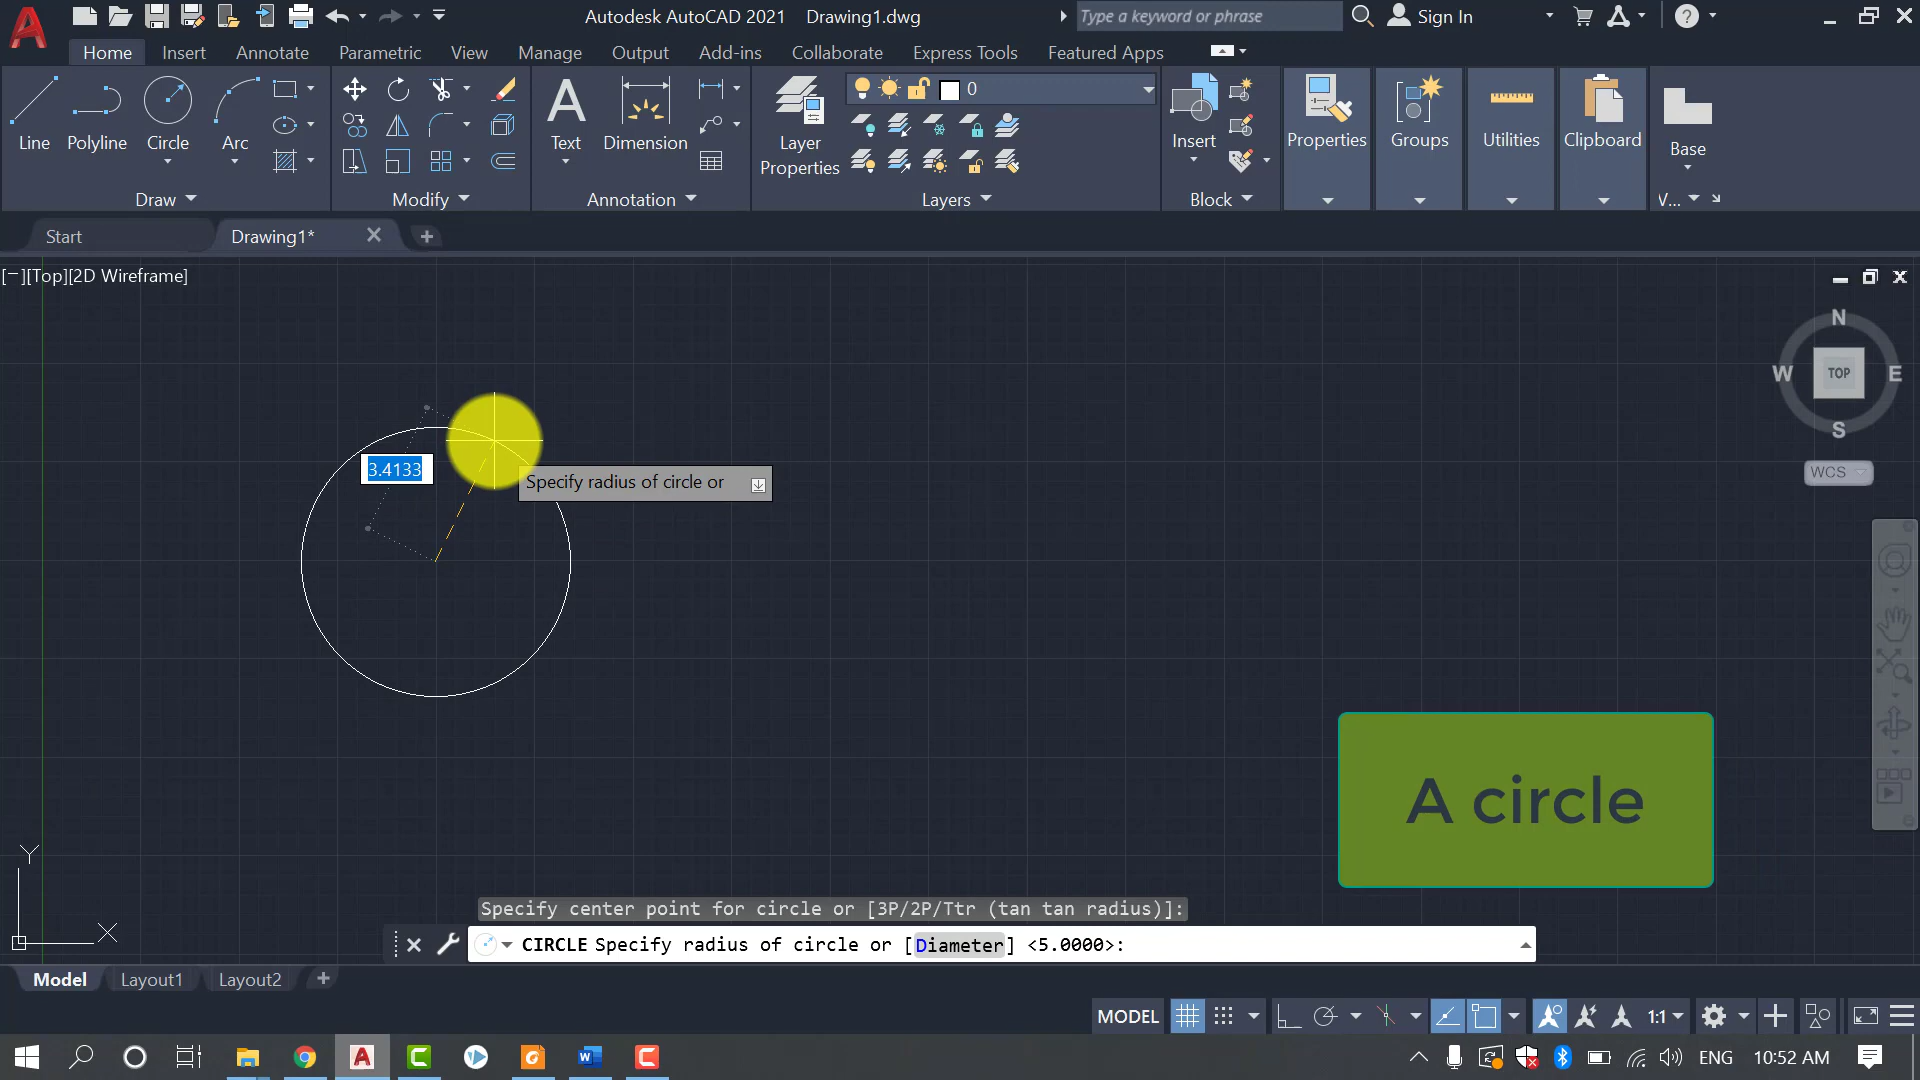 Autodesk AutoCAD 2021 Drawing1.dwg
Type a keyword or phrase
Sign In
Home Insert Annotate Parametric View Manage Output Add-ins Collaborate Express Tools Featured Apps
0
Line Polyline Circle Arc
Text Dimension
Layer Properties
Insert
Properties
Groups
Utilities
Clipboard
Base
Draw
Modify
Annotation
Layers
Block
V...
Start
Drawing1*
[−][Top][2D Wireframe]
N
W TOP E
S
WCS
3.4133
Specify radius of circle or
A circle
Y
X
Specify center point for circle or [3P/2P/Ttr (tan tan radius)]:
CIRCLE Specify radius of circle or [Diameter] <5.0000>:
Model Layout1 Layout2
MODEL
1:1
ENG 10:52 AM